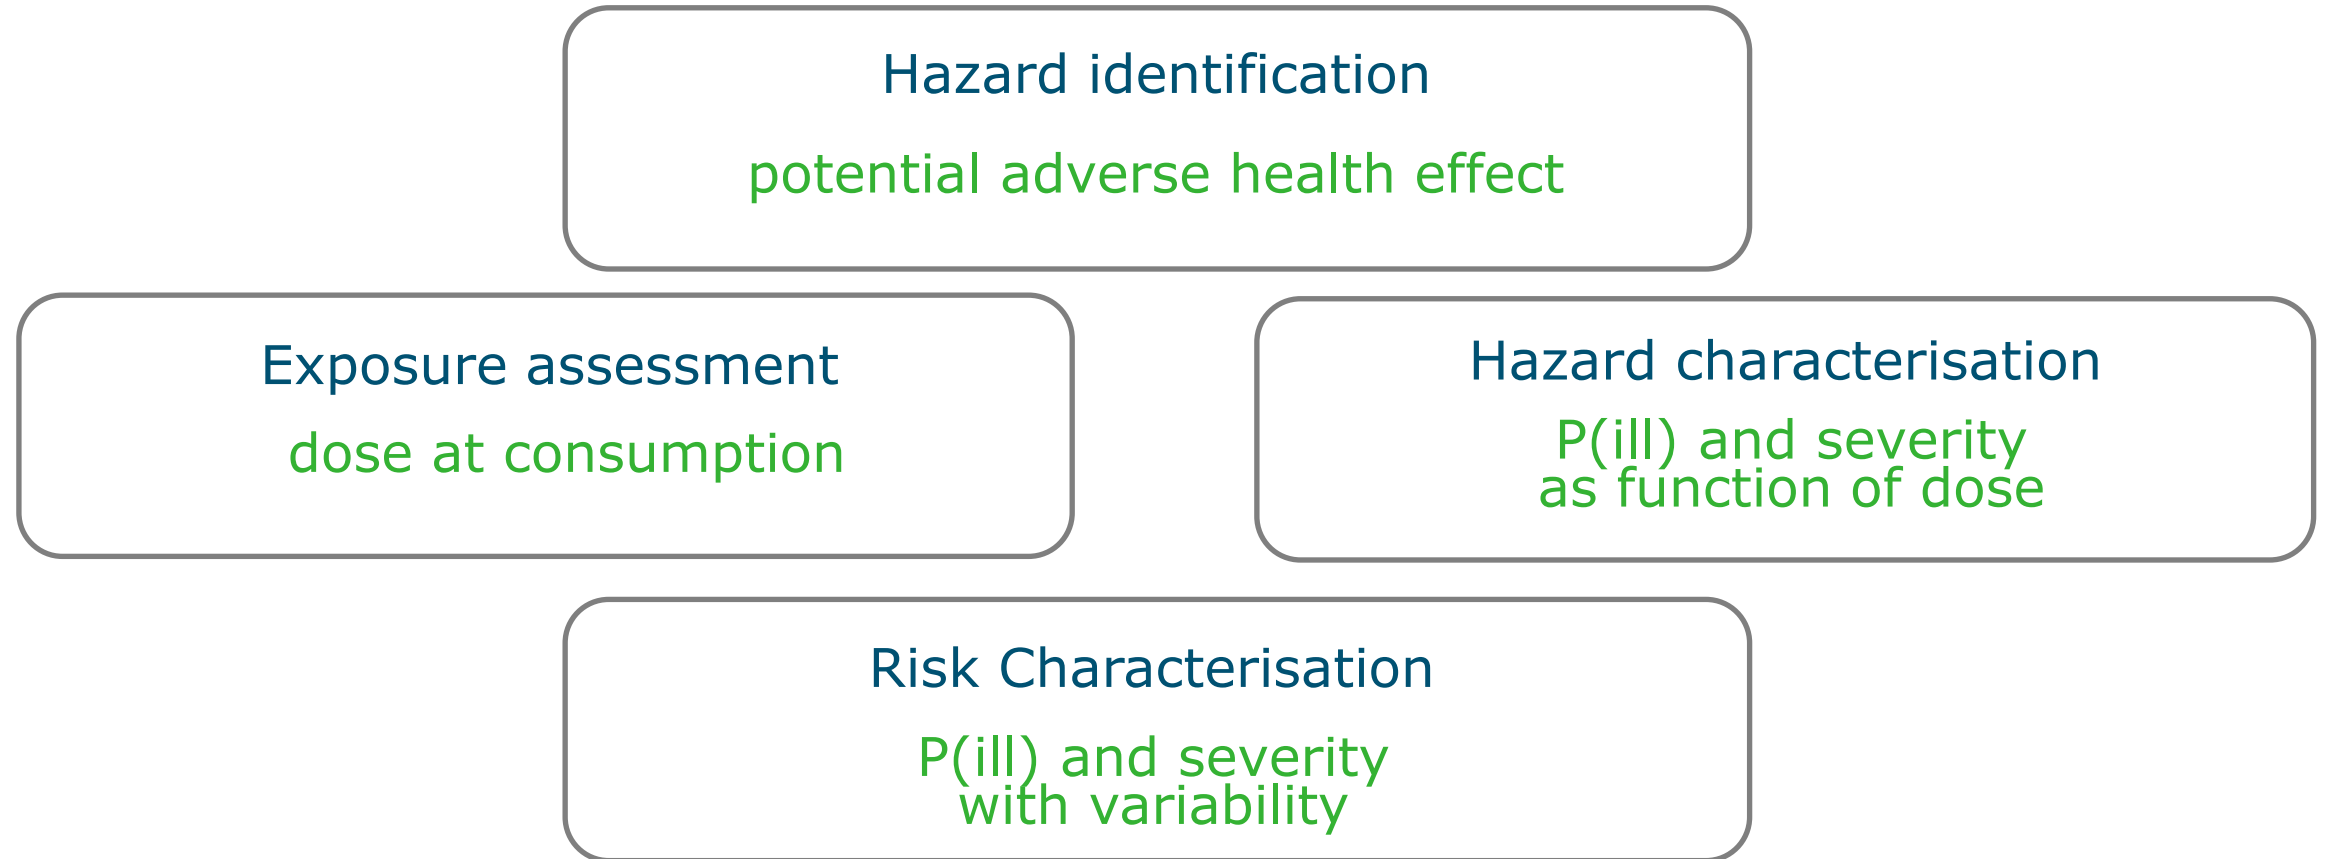 Hazard identification
potential adverse health effect
Exposure assessment
dose at consumption
Hazard characterisation
P(ill) and severity
as function of dose
Risk Characterisation
P(ill) and severity
with variability